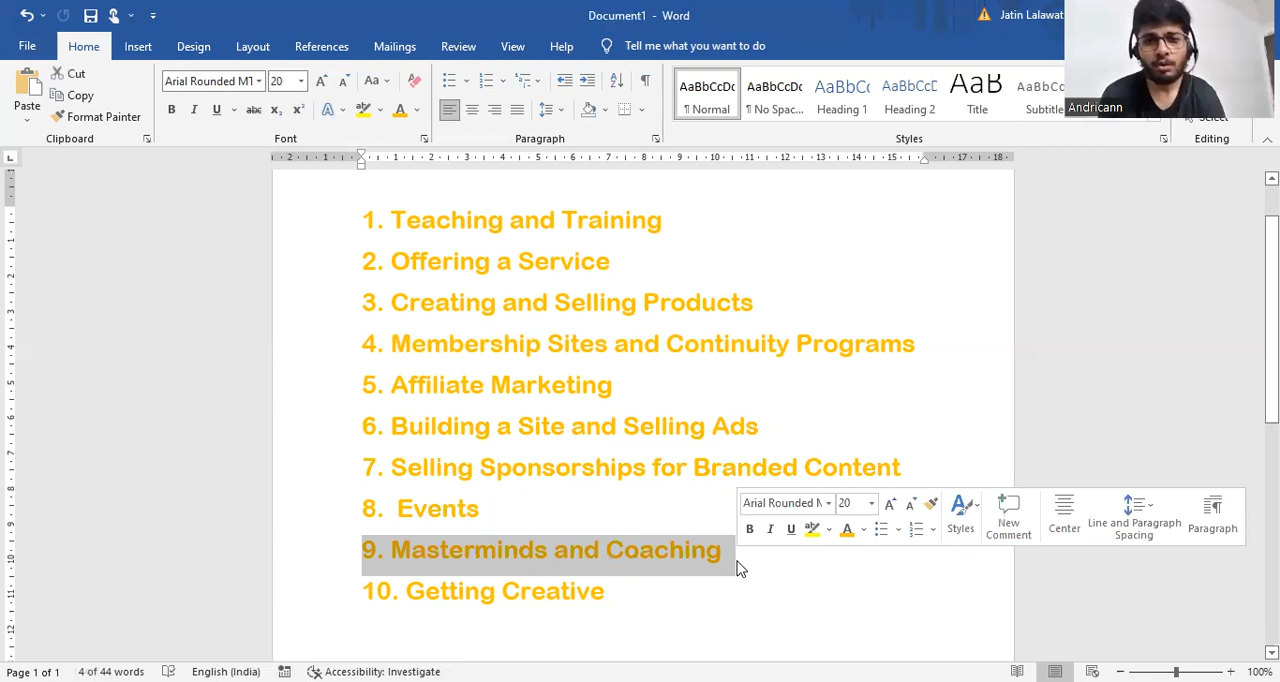 Document1 - Word
Jatin Lalawat
File Home Insert Design Layout References Mailings Review View Help Tell me what you want to do
Andricann
Paste
Cut
Copy
Format Painter
Clipboard
Arial Rounded MT 20
Font
Paragraph
AaBbCcDc
¶ Normal
AaBbCcDc
¶ No Spac...
AaBbCc
Heading 1
AaBbCcD
Heading 2
AaB
Title
AaBbCcD
Subtitle
Styles
Select
Editing
1. Teaching and Training
2. Offering a Service
3. Creating and Selling Products
4. Membership Sites and Continuity Programs
5. Affiliate Marketing
6. Building a Site and Selling Ads
7. Selling Sponsorships for Branded Content
8. Events
9. Masterminds and Coaching
10. Getting Creative
Arial Rounded M 20
Styles
New Comment
Center
Line and Paragraph Spacing
Paragraph
Page 1 of 1 4 of 44 words English (India) Accessibility: Investigate 100%